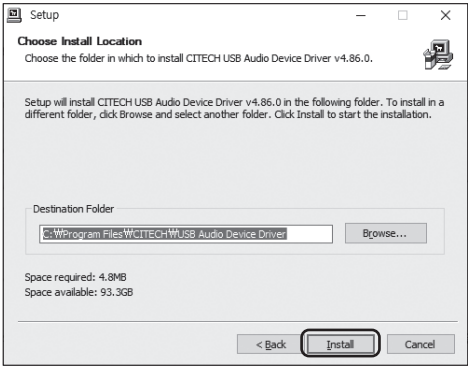 Setup
Choose Install Location
Choose the folder in which to install CITECH USB Audio Device Driver v4.86.0.
Setup will install CITECH USB Audio Device Driver v4.86.0 in the following folder. To install in a
different folder, click Browse and select another folder. Click Install to start the installation.
Destination Folder
C:₩Program Files₩CITECH₩USB Audio Device Driver
Browse...
Space required: 4.8MB
Space available: 93.3GB
< Back
Install
Cancel